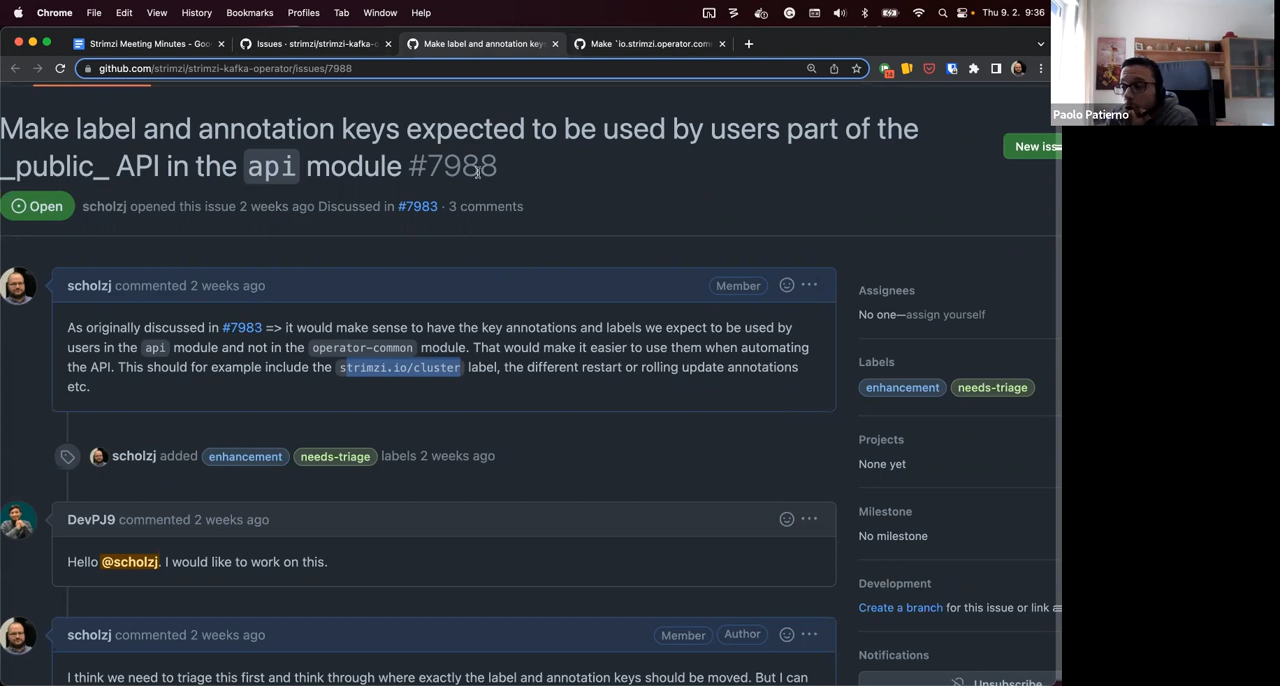 Chrome File Edit View History Bookmarks Profiles Tab Window Help
Thu 9. 2. 9:36
Strimzi Meeting Minutes - Goo
Issues · strimzi/strimzi-kafka-o
Make label and annotation keys
Make `io.strimzi.operator.com
github.com/strimzi/strimzi-kafka-operator/issues/7988
14
Paolo Patierno
Make label and annotation keys expected to be used by users part of the
_public_ API in the api module #7988
New iss
Open scholzj opened this issue 2 weeks ago Discussed in #7983 · 3 comments
scholzj commented 2 weeks ago
Member
As originally discussed in #7983 => it would make sense to have the key annotations and labels we expect to be used by
users in the api module and not in the operator-common module. That would make it easier to use them when automating
the API. This should for example include the strimzi.io/cluster label, the different restart or rolling update annotations
etc.
scholzj added enhancement needs-triage labels 2 weeks ago
DevPJ9 commented 2 weeks ago
Hello @scholzj. I would like to work on this.
scholzj commented 2 weeks ago
Member Author
I think we need to triage this first and think through where exactly the label and annotation keys should be moved. But I can
Assignees
No one—assign yourself
Labels
enhancement needs-triage
Projects
None yet
Milestone
No milestone
Development
Create a branch for this issue or link a
Notifications
Unsubscribe